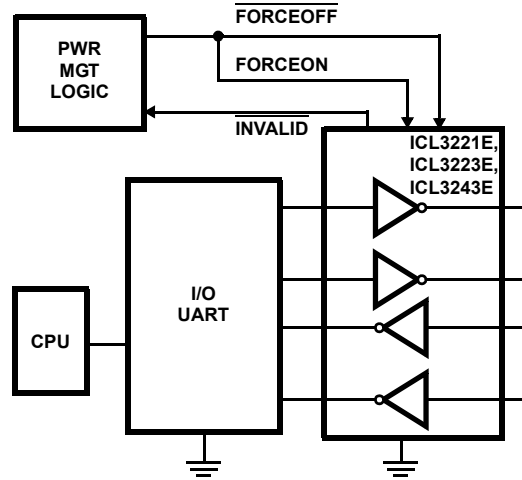 FORCEOFF
PWR
MGT
LOGIC
FORCEON
INVALID
ICL3221E,
ICL3223E,
ICL3243E
I/O
UART
CPU